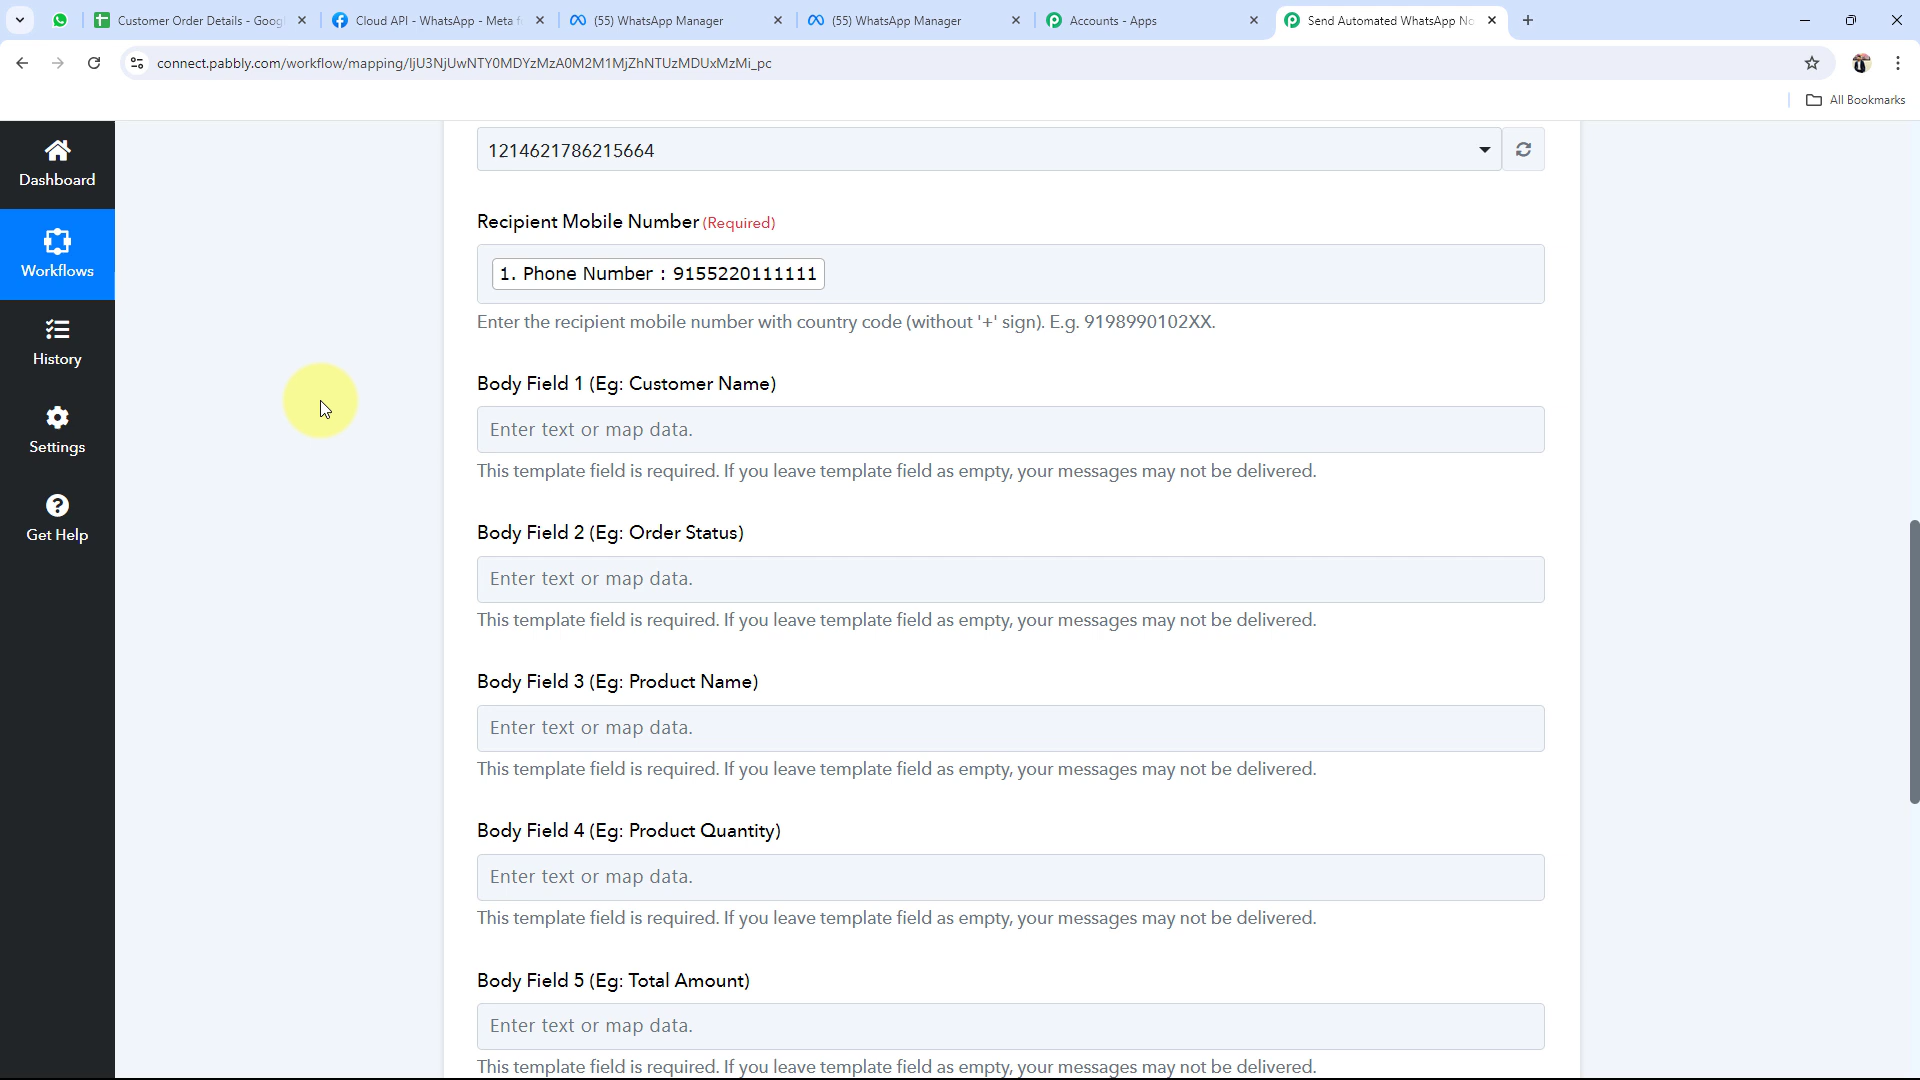 Customer Order Details - Goog
Cloud API - WhatsApp - Meta f
(55) WhatsApp Manager
(55) WhatsApp Manager
Accounts - Apps
Send Automated WhatsApp No
connect.pabbly.com/workflow/mapping/IjU3NjUwNTY0MDYzMzA0M2M1MjZhNTUzMDUxMzMi_pc
All Bookmarks
Dashboard
Workflows
History
Settings
Get Help
1214621786215664
Recipient Mobile Number (Required)
1. Phone Number : 9155220111111
Enter the recipient mobile number with country code (without '+' sign). E.g. 9198990102XX.
Body Field 1 (Eg: Customer Name)
Enter text or map data.
This template field is required. If you leave template field as empty, your messages may not be delivered.
Body Field 2 (Eg: Order Status)
Enter text or map data.
This template field is required. If you leave template field as empty, your messages may not be delivered.
Body Field 3 (Eg: Product Name)
Enter text or map data.
This template field is required. If you leave template field as empty, your messages may not be delivered.
Body Field 4 (Eg: Product Quantity)
Enter text or map data.
This template field is required. If you leave template field as empty, your messages may not be delivered.
Body Field 5 (Eg: Total Amount)
Enter text or map data.
This template field is required. If you leave template field as empty, your messages may not be delivered.